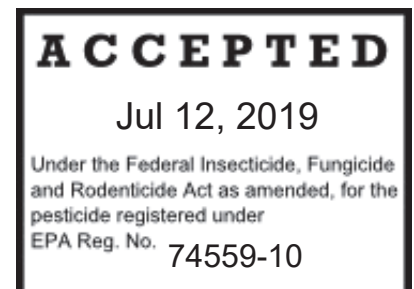 ACCEPTED
Jul 12, 2019
Under the Federal Insecticide, Fungicide
and Rodenticide Act as amended, for the
pesticide registered under
EPA Reg. No. 74559-10